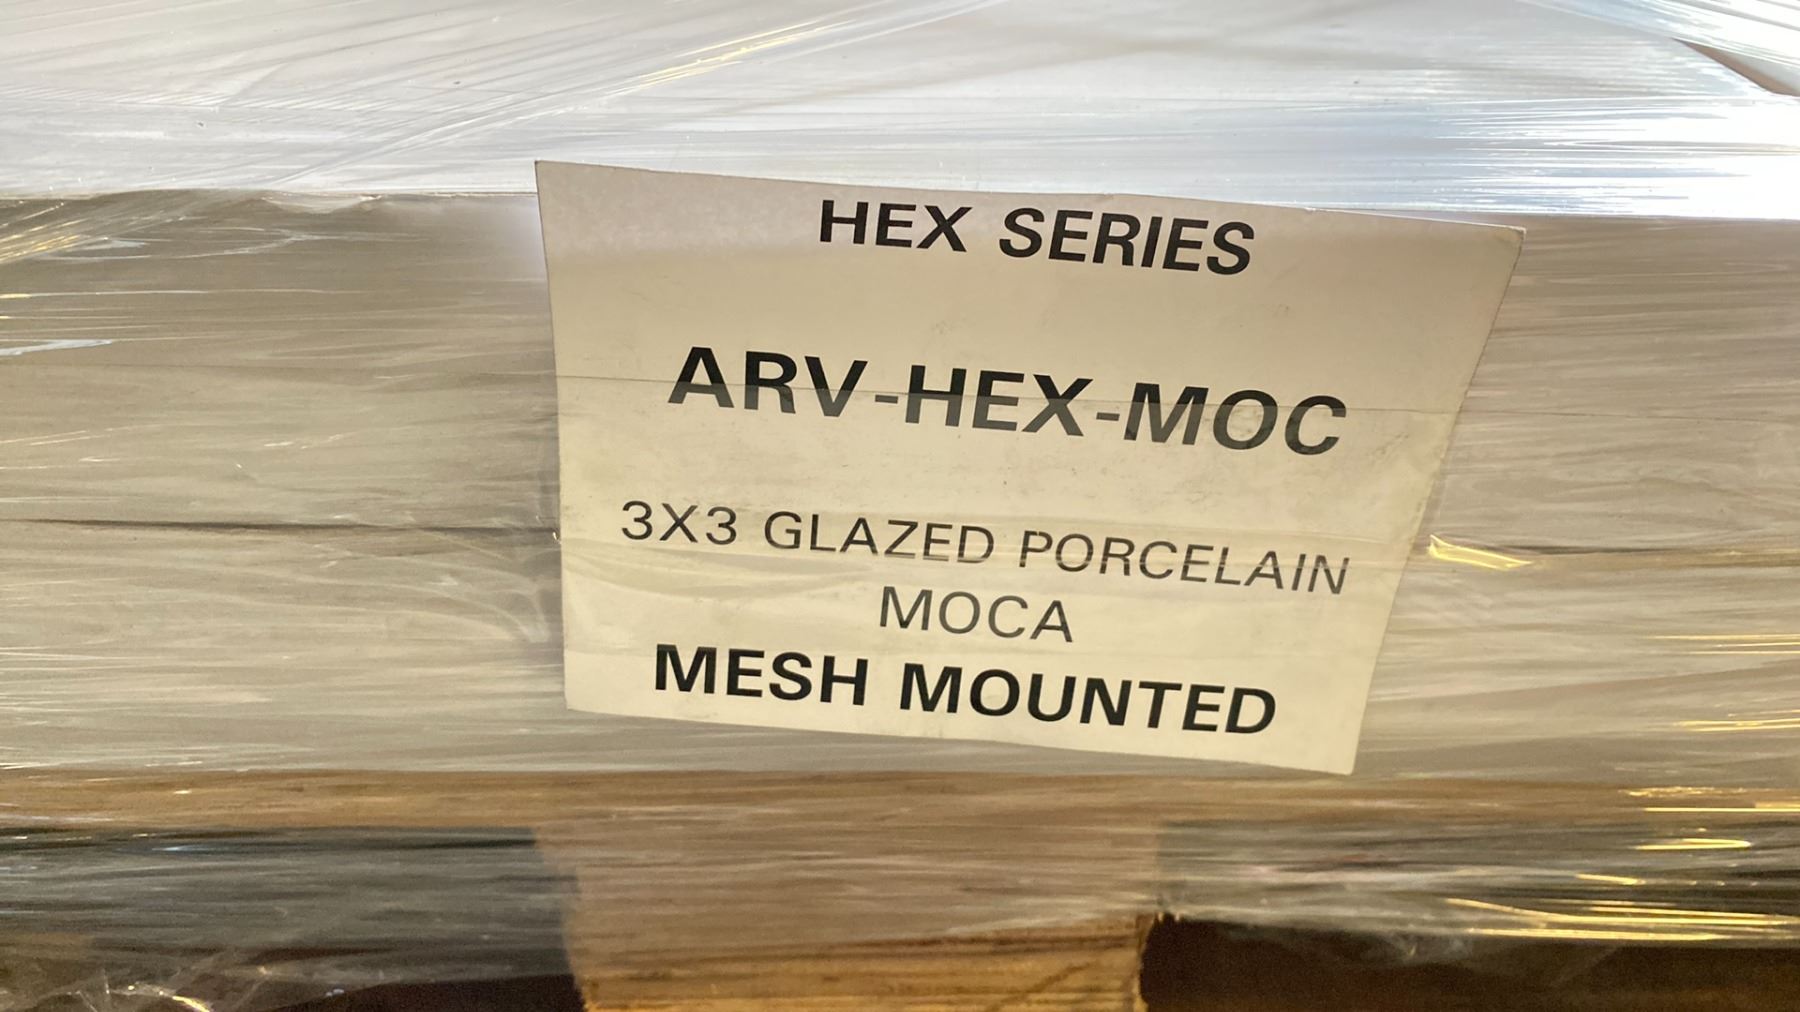 HEX SERIES
ARV-HEX-MOC
3X3 GLAZED PORCELAIN
MOCA
MESH MOUNTED